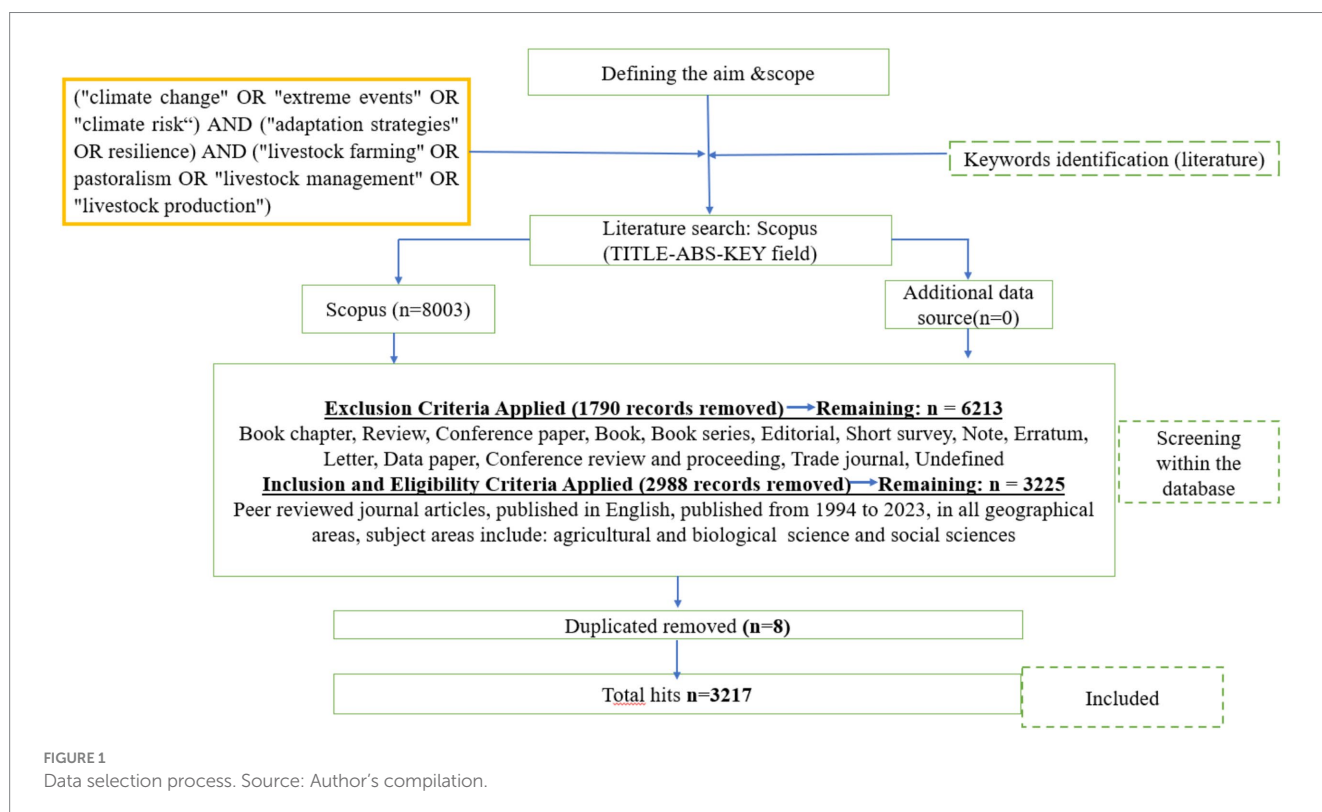 Defining the aim &scope
("climate change" OR "extreme events" OR
"climate risk“) AND ("adaptation strategies"
OR resilience) AND ("livestock farming" OR
pastoralism OR "livestock management" OR
"livestock production")
Keywords identification (literature)
Literature search: Scopus
(TITLE-ABS-KEY field)
Scopus (n=8003)
Additional data
source(n=0)
Exclusion Criteria Applied (1790 records removed) Remaining: n = 6213
Book chapter, Review, Conference paper, Book, Book series, Editorial, Short survey, Note, Erratum,
Letter, Data paper, Conference review and proceeding, Trade journal, Undefined
Inclusion and Eligibility Criteria Applied (2988 records removed) Remaining: n = 3225
Peer reviewed journal articles, published in English, published from 1994 to 2023, in all geographical
areas, subject areas include: agricultural and biological science and social sciences
Screening
within the
database
Duplicated removed (n=8)
Total hits n=3217
Included
FIGURE 1
Data selection process. Source: Author’s compilation.